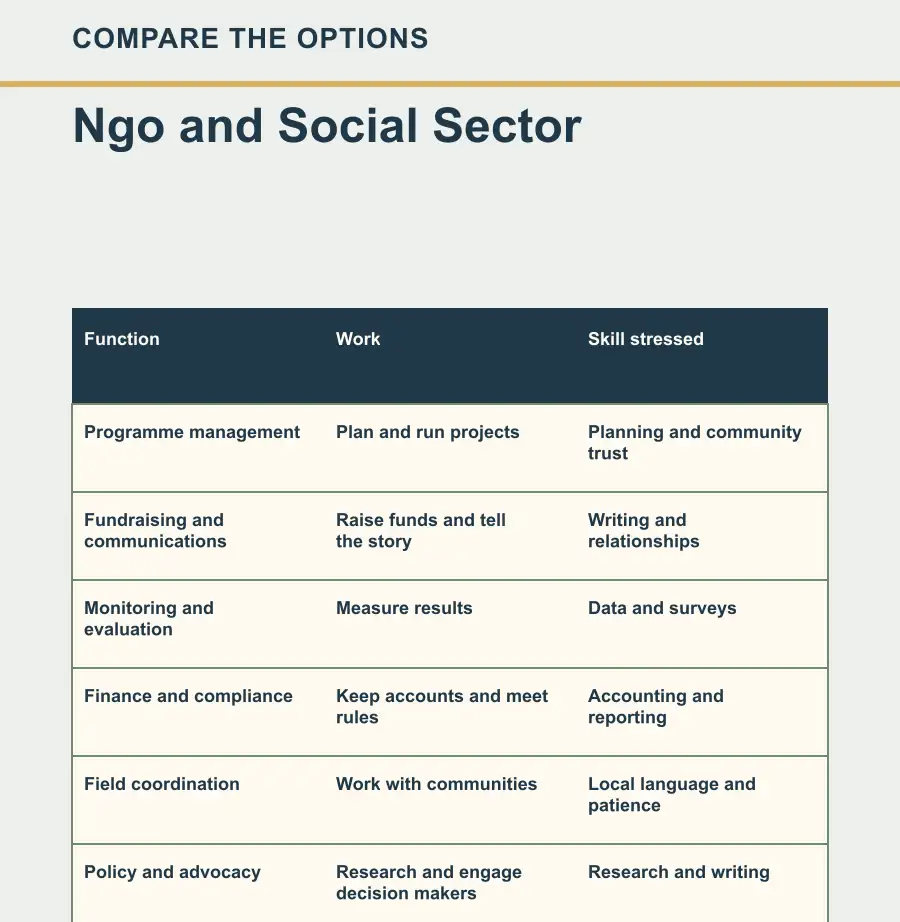 COMPARE THE OPTIONS
Ngo and Social Sector
Function Work Skill stressed
Programme management Plan and run projects Planning and community
trust
Fundraising and Raise funds and tell Writing and
communications the story relationships
Monitoring and Measure results Data and surveys
evaluation
Finance and compliance Keep accounts and meet Accounting and
rules reporting
Field coordination Work with communities Local language and
patience
Policy and advocacy Research and engage Research and writing
decision makers